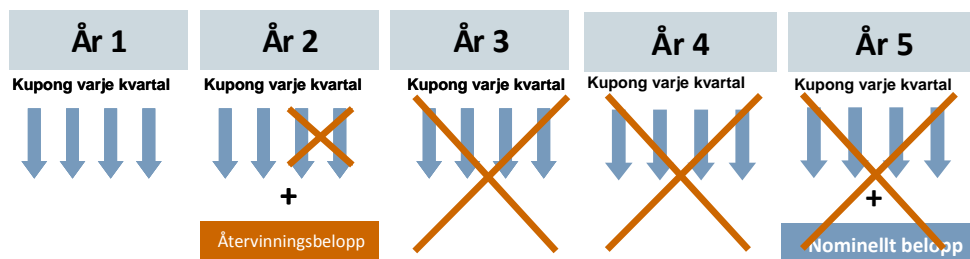 År 1
År 2
År 3
År 4
År 5
Kupong varje kvartal
Kupong varje kvartal
Kupong varje kvartal
Kupong varje kvartal
Kupong varje kvartal
+
+
Återvinningsbelopp
Nominellt belopp